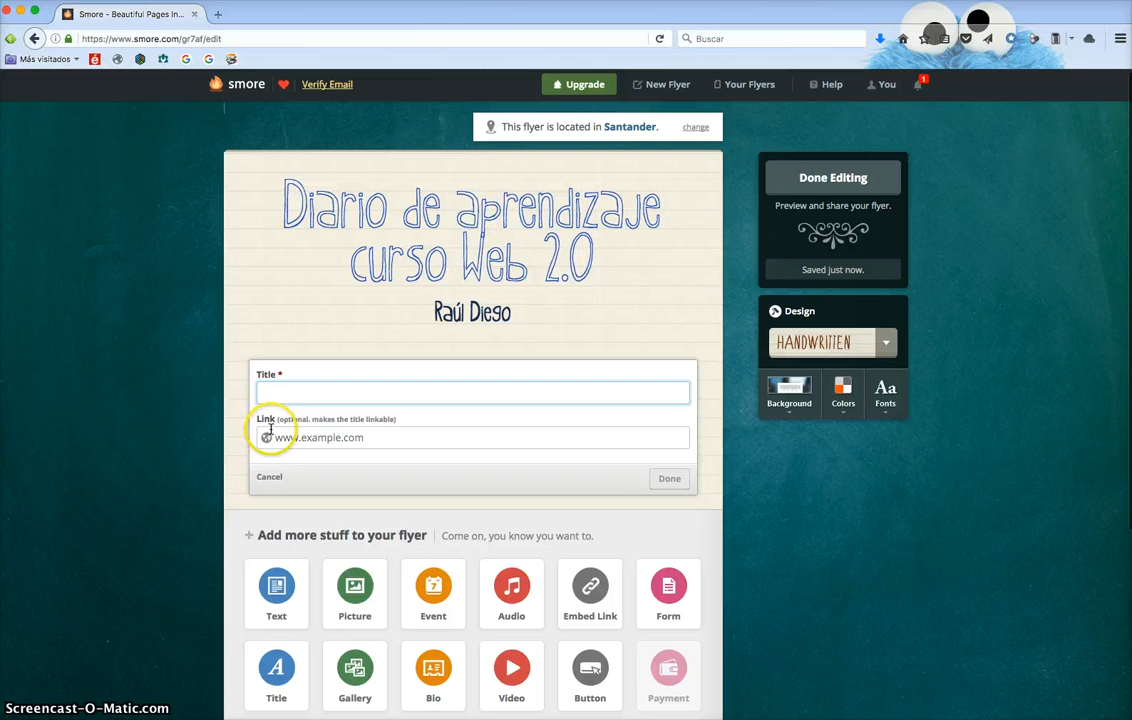 Smore - Beautiful Pages In...
https://www.smore.com/gr7af/edit
Buscar
Más visitados
smore
Verify Email
Upgrade
New Flyer
Your Flyers
Help
You
1
This flyer is located in Santander.
change
Diario de aprendizaje
curso Web 2.0
Raúl Diego
Title *
Link (optional. makes the title linkable)
www.example.com
Cancel
Done
Done Editing
Preview and share your flyer.
Saved just now.
Design
HANDWRITTEN
Background
Colors
Aa
Fonts
Add more stuff to your flyer
Come on, you know you want to.
Text
Picture
7
Event
Audio
Embed Link
Form
A
Title
Gallery
Bio
Video
Button
Payment
Screencast-O-Matic.com